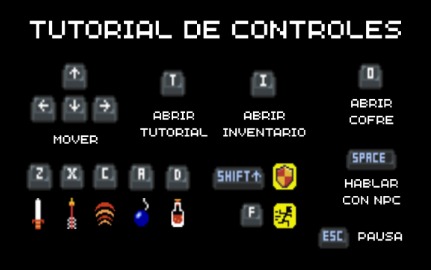 TUTORIAL DE CONTROLES
↑
← ↓ →
MOVER
T
ABRIR
TUTORIAL
I
ABRIR
INVENTARIO
O
ABRIR
COFRE
Z X C A D
SHIFT↑
F
SPACE
HABLAR
CON NPC
ESC PAUSA